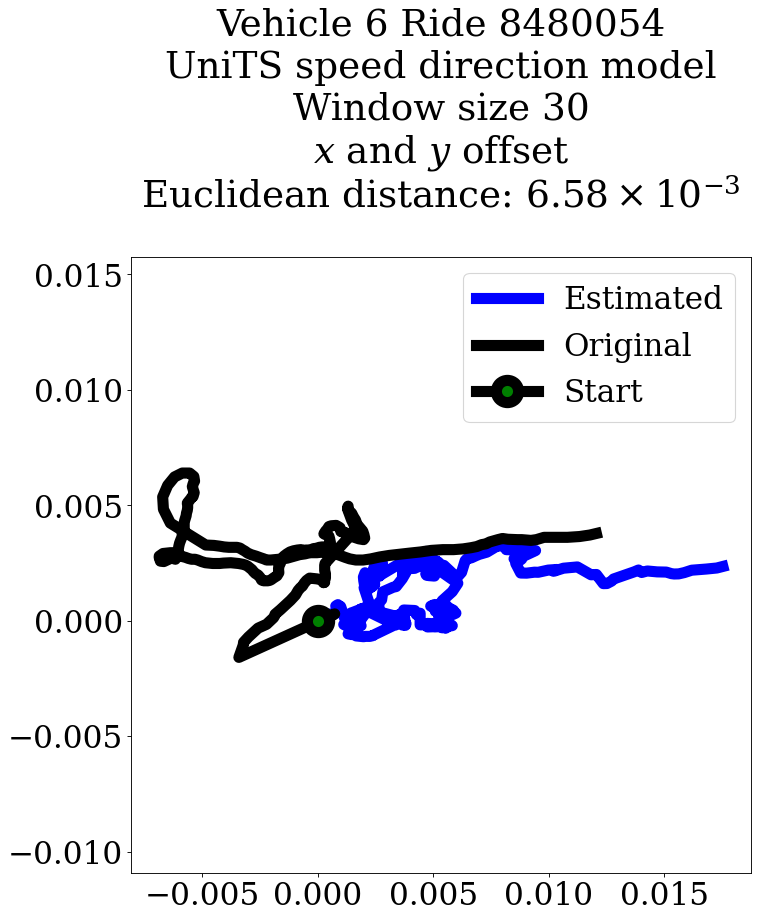 Vehicle 6 Ride 8480054
UniTS speed direction model
Window size 30
x and y offset
Euclidean distance: 6.58 × 10⁻³
Estimated
Original
Start
0.015
0.010
0.005
0.000
−0.005
−0.010
−0.005 0.000 0.005 0.010 0.015